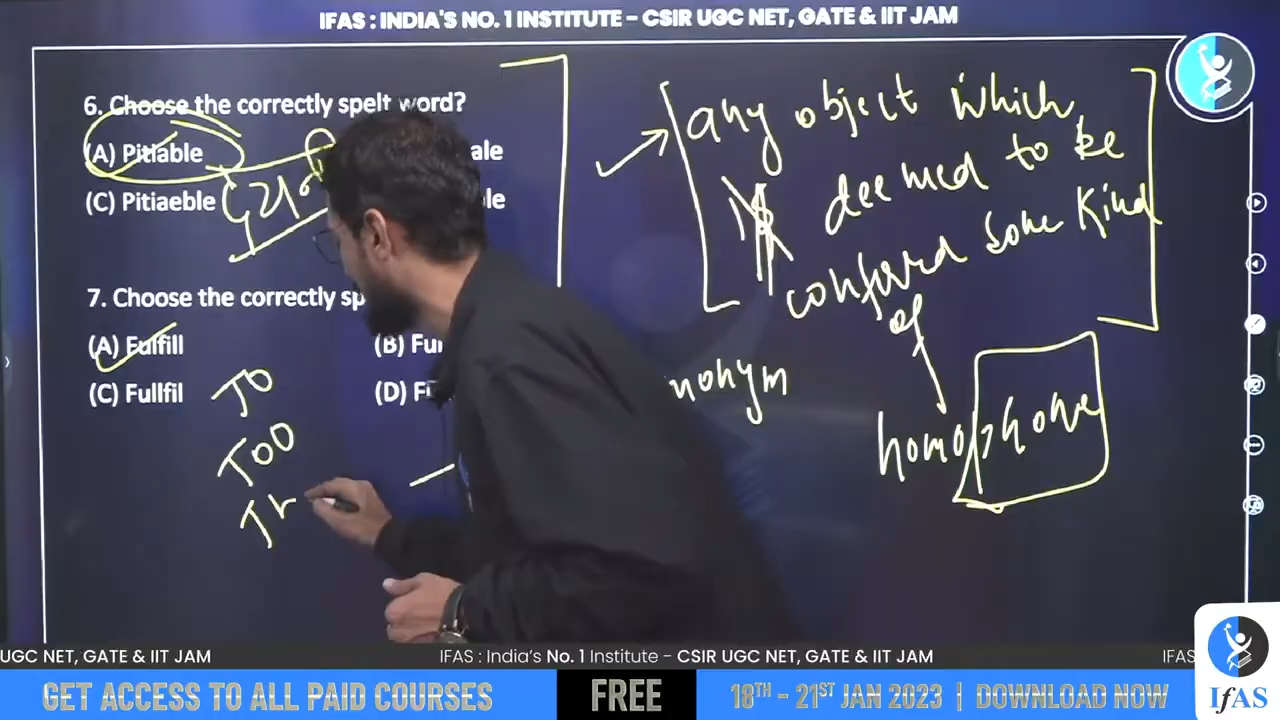 IFAS : INDIA'S NO. 1 INSTITUTE – CSIR UGC NET, GATE & IIT JAM
6. Choose the correctly spelt word?
(A) Pitiable
ale
(C) Pitiaeble
le
7. Choose the correctly sp
(A) Fulfill
(B) Fu
(C) Fullfil
(D) F
TO
TOO
any object which
deemed to be
some kind
of
nonym
homophone
UGC NET, GATE & IIT JAM
IFAS : India's No. 1 Institute – CSIR UGC NET, GATE & IIT JAM
IFAS
GET ACCESS TO ALL PAID COURSES
FREE
18TH - 21ST JAN 2023 | DOWNLOAD NOW
IfAS